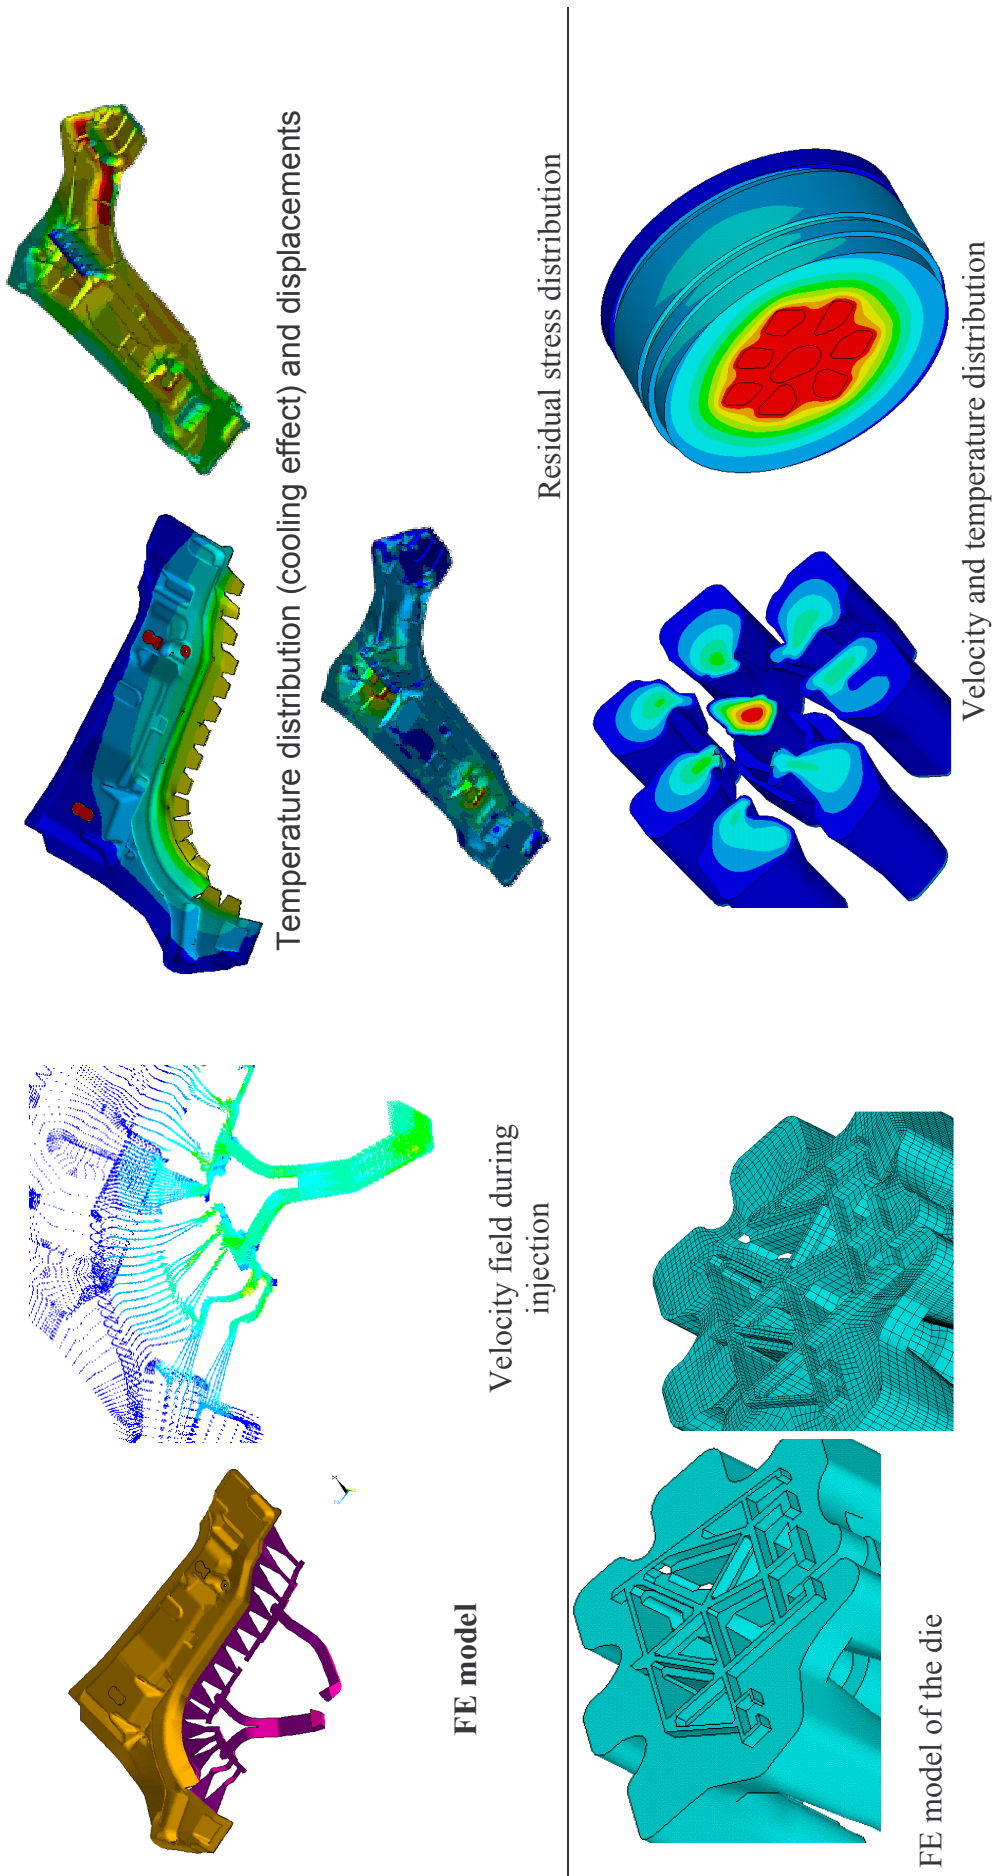 FE model
Velocity field during
injection
Temperature distribution (cooling effect) and displacements
Residual stress distribution
FE model of the die
Velocity and temperature distribution